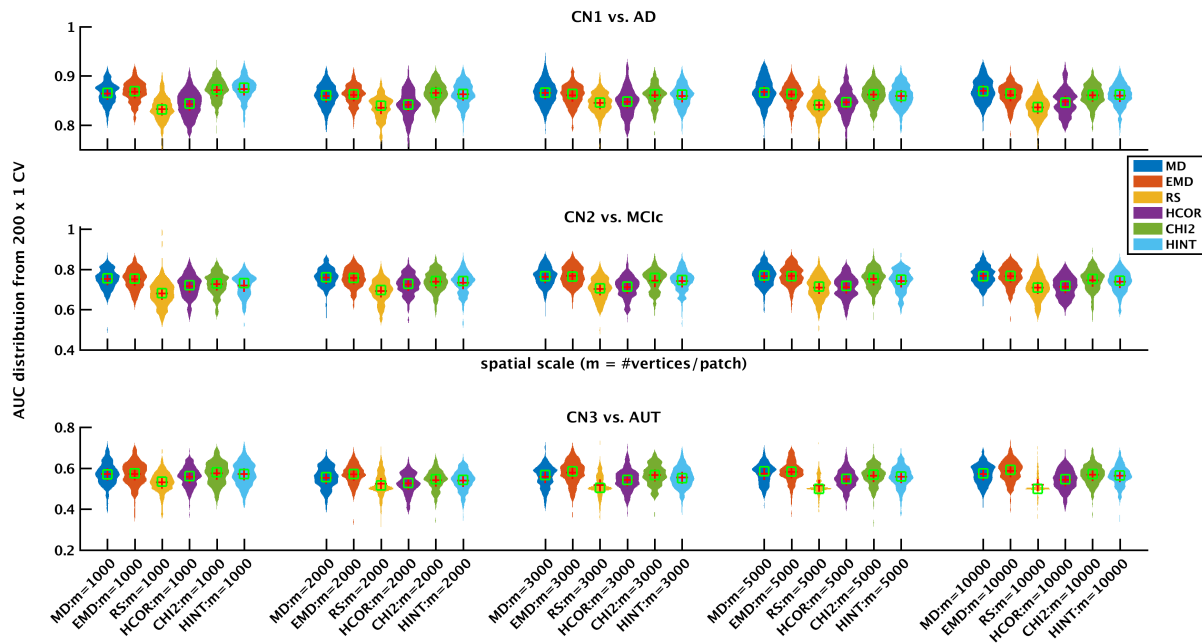 CN1 vs. AD
1
0.9
0.8
CN2 vs. MCIc
1
0.8
0.6
0.4
spatial scale (m = #vertices/patch)
CN3 vs. AUT
0.8
0.6
0.4
0.2
AUC distribtuion from 200 x 1 CV
MD
EMD
RS
HCOR
CHI2
HINT
MD:m=1000
EMD:m=1000
RS:m=1000
HCOR:m=1000
CHI2:m=1000
HINT:m=1000
MD:m=2000
EMD:m=2000
RS:m=2000
HCOR:m=2000
CHI2:m=2000
HINT:m=2000
MD:m=3000
EMD:m=3000
RS:m=3000
HCOR:m=3000
CHI2:m=3000
HINT:m=3000
MD:m=5000
EMD:m=5000
RS:m=5000
HCOR:m=5000
CHI2:m=5000
HINT:m=5000
MD:m=10000
EMD:m=10000
RS:m=10000
HCOR:m=10000
CHI2:m=10000
HINT:m=10000